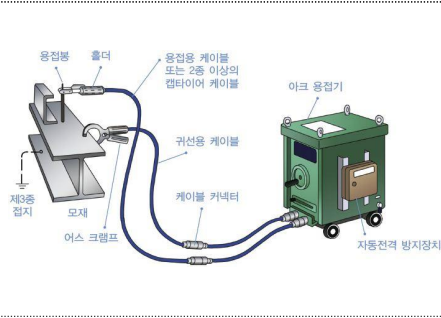 용접봉
홀더
용접용 케이블
또는 2종 이상의
캡타이어 케이블
아크 용접기
귀선용 케이블
제3종
접지
모재
어스 크램프
케이블 커넥터
자동전격 방지장치